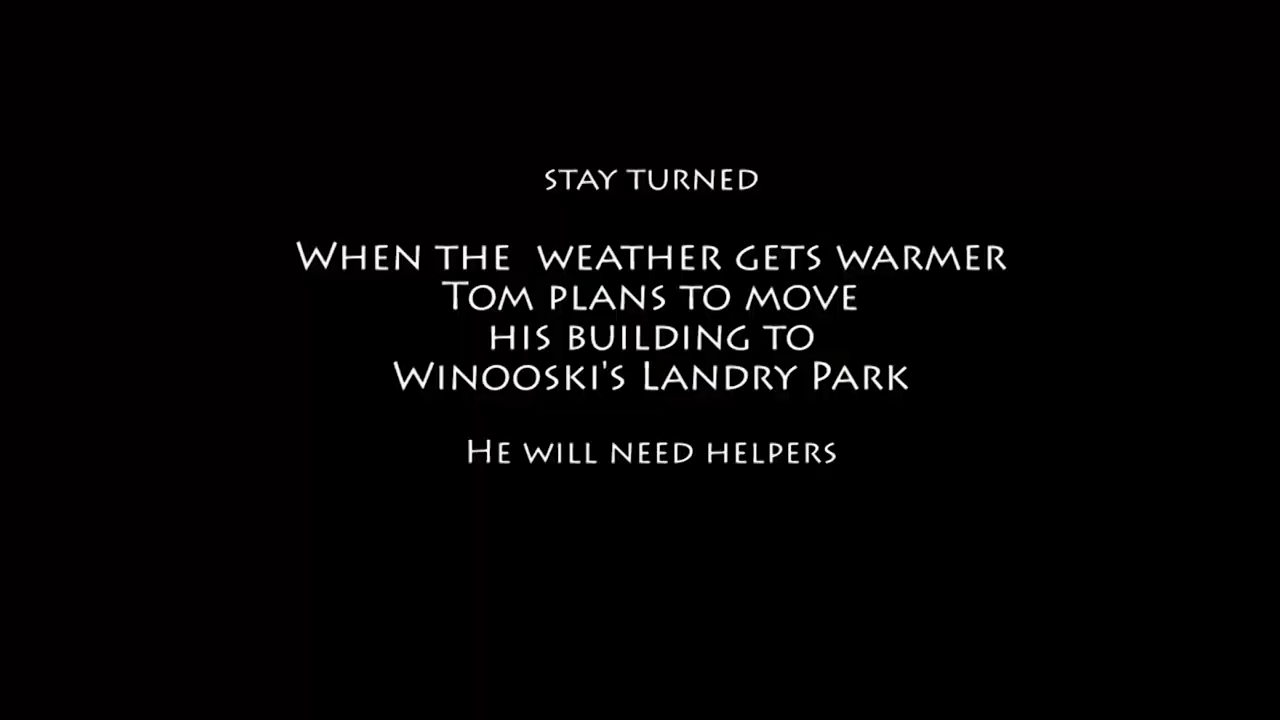 STAY TURNED
WHEN THE WEATHER GETS WARMER
TOM PLANS TO MOVE
HIS BUILDING TO
WINOOSKI'S LANDRY PARK
HE WILL NEED HELPERS